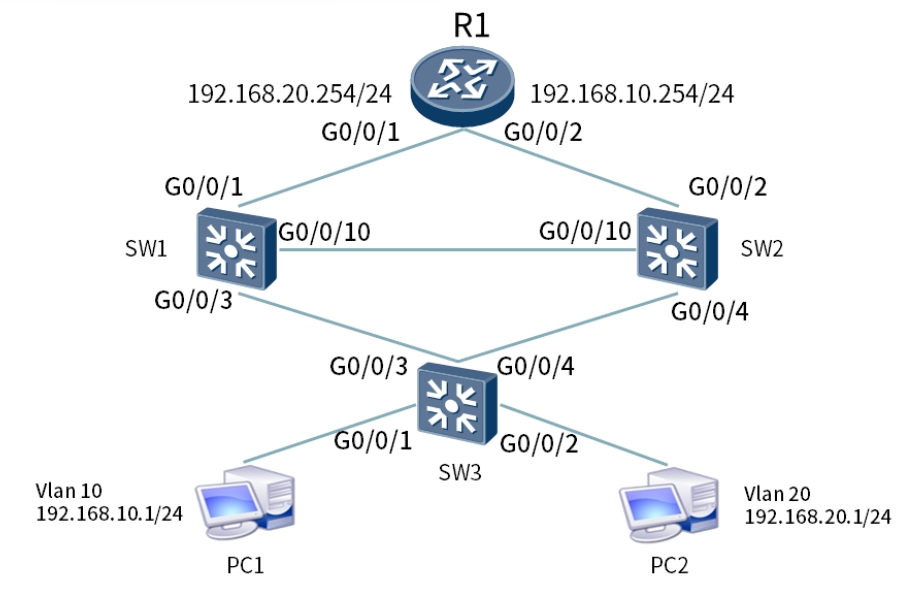 R1
192.168.20.254/24
192.168.10.254/24
G0/0/1
G0/0/2
G0/0/1
G0/0/2
SW1
G0/0/10
G0/0/10
SW2
G0/0/3
G0/0/4
G0/0/3
G0/0/4
G0/0/1
G0/0/2
SW3
Vlan 10
192.168.10.1/24
Vlan 20
192.168.20.1/24
PC1
PC2